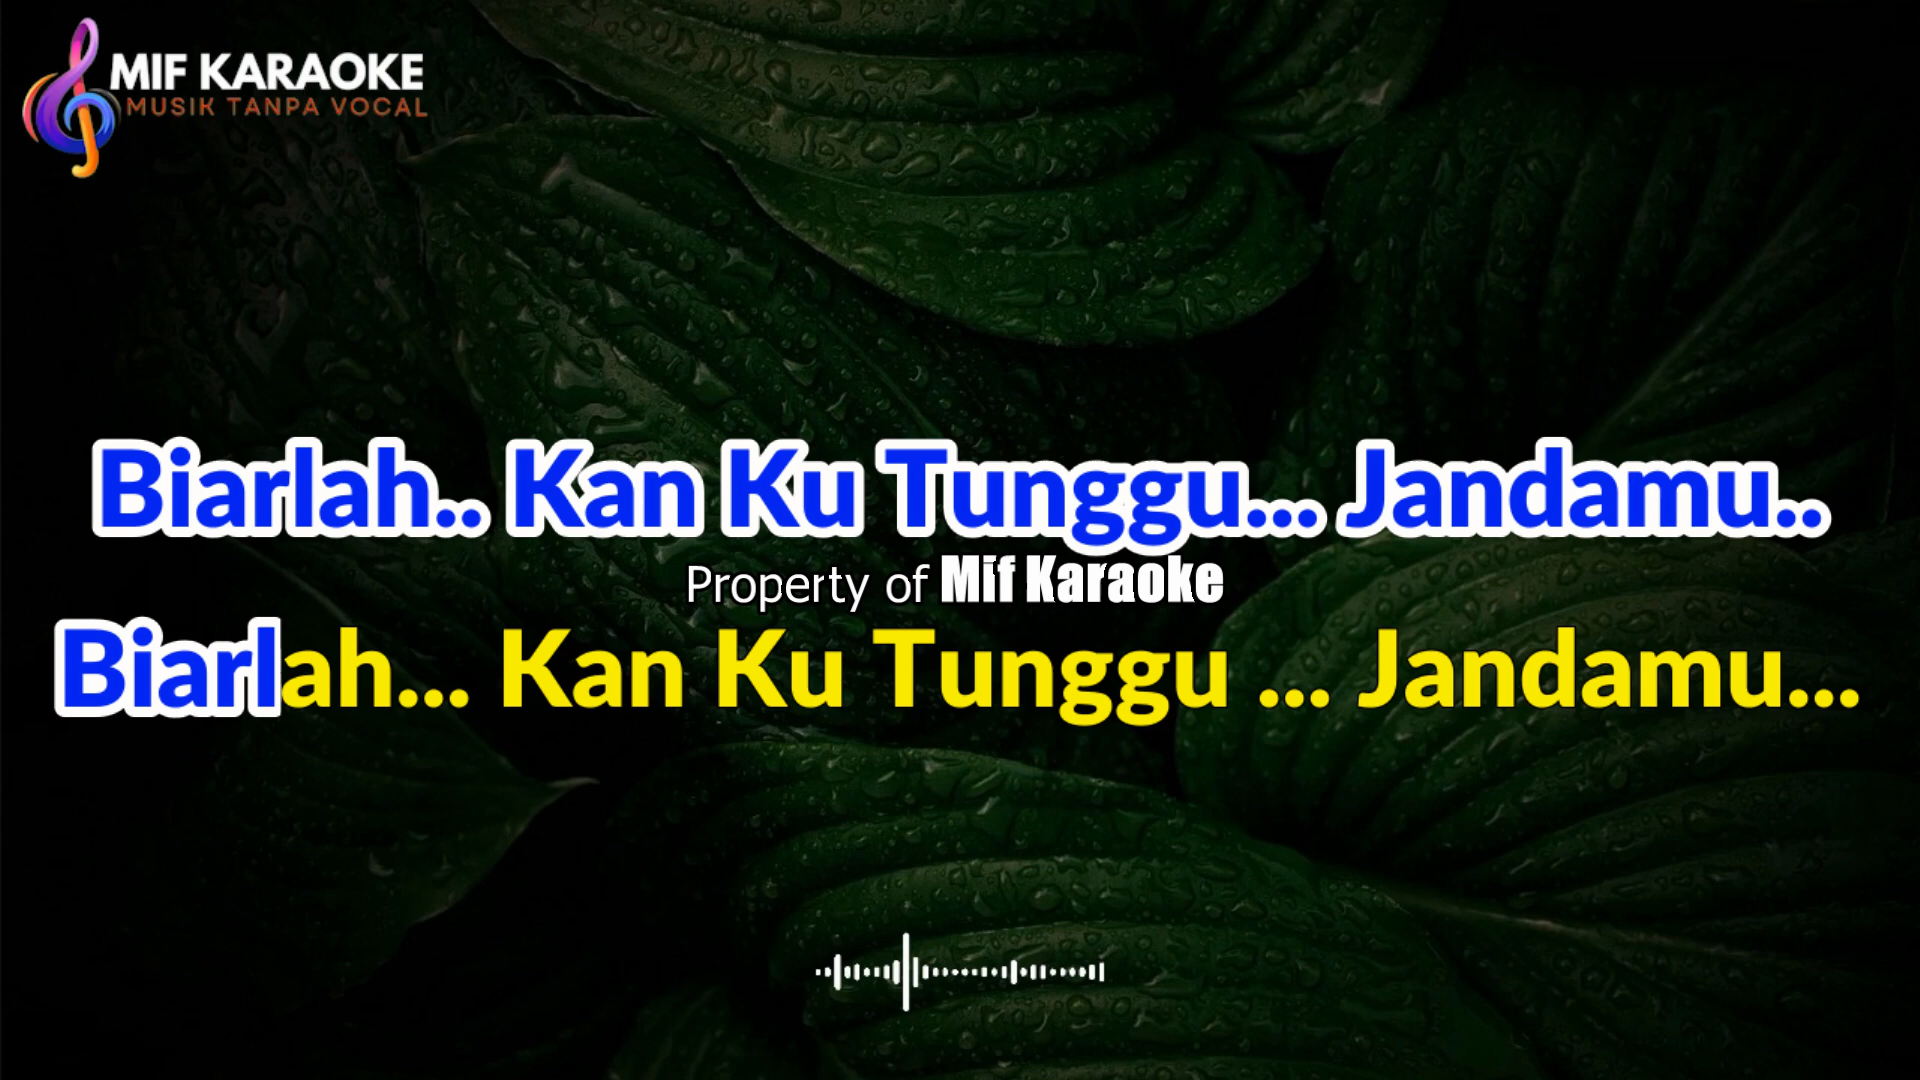 MIF KARAOKE
MUSIK TANPA VOCAL
Biarlah.. Kan Ku Tunggu... Jandamu..
Property of Mif Karaoke
Biarlah... Kan Ku Tunggu ... Jandamu...